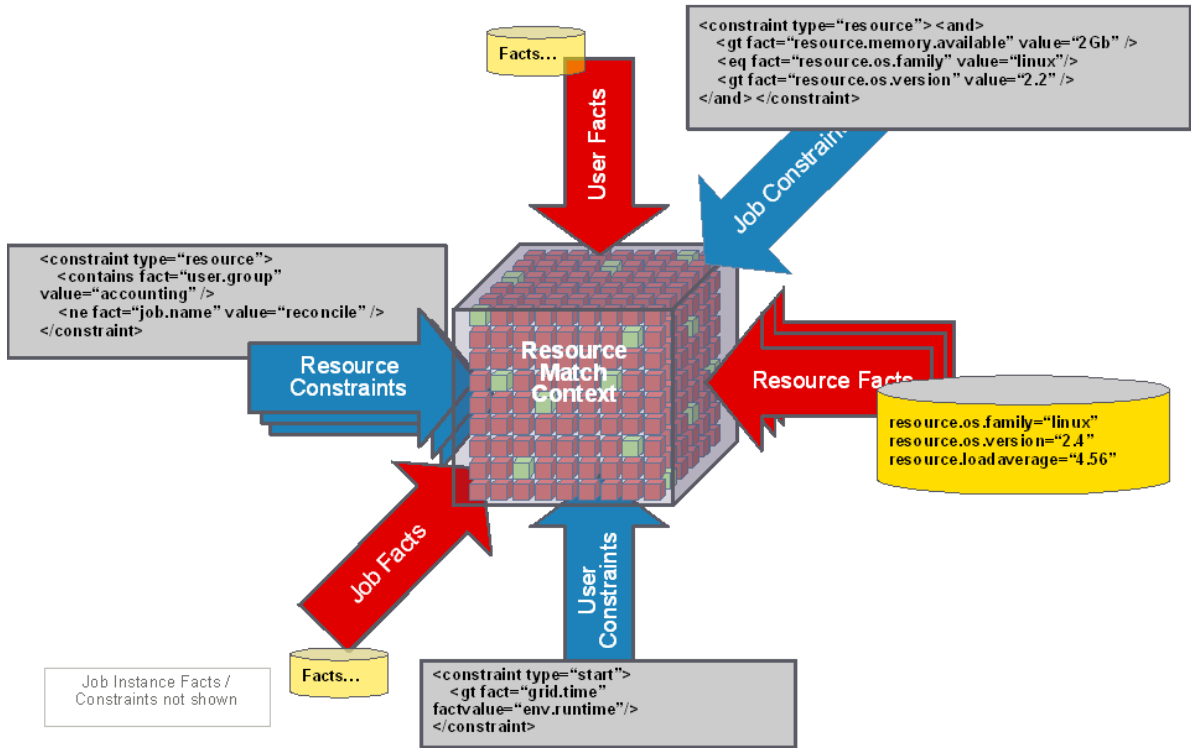 Facts...
User Facts
<constraint type=“resource”> <and>
<gt fact=“resource.memory.available” value=“2Gb” />
<eq fact=“resource.os.family” value=“linux”/>
<gt fact=“resource.os.version” value=“2.2” />
</and> </constraint>
Job Constraint
<constraint type=“resource”>
<contains fact=“user.group”
value=“accounting” />
<ne fact=“job.name” value=“reconcile” />
</constraint>
Resource
Constraints
Resource
Match
Context
Resource Facts
resource.os.family=“linux”
resource.os.version=“2.4”
resource.loadaverage=“4.56”
Job Facts
Facts...
User
Constraints
<constraint type=“start”>
<gt fact=“grid.time”
factvalue=“env.runtime”/>
</constraint>
Job Instance Facts /
Constraints not shown